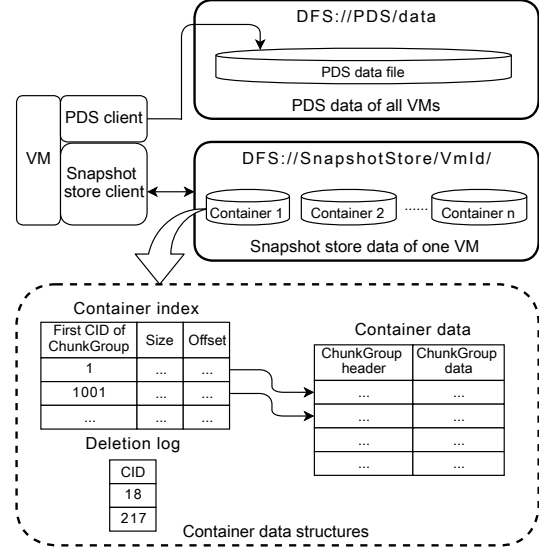 DFS://PDS/data
PDS data file
PDS data of all VMs
VM
PDS client
Snapshot
store client
DFS://SnapshotStore/VmId/
Container 1
Container 2
......
Container n
Snapshot store data of one VM
Container index
First CID of
ChunkGroup
Size
Offset
1
...
...
1001
...
...
...
...
...
Container data
ChunkGroup
header
ChunkGroup
data
...
...
...
...
...
...
...
...
Deletion log
CID
18
217
Container data structures